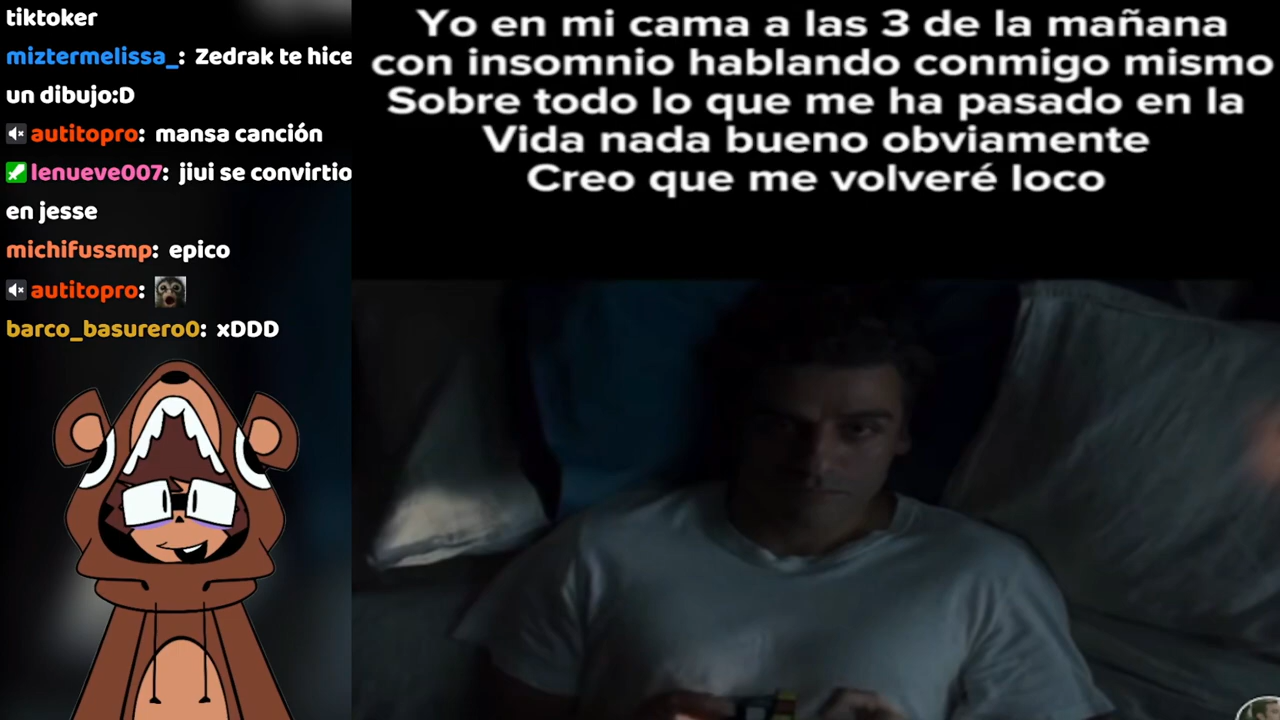 tiktoker
miztermelissa_: Zedrak te hice
un dibujo:D
autitopro: mansa canción
lenueve007: jiui se convirtio
en jesse
michifussmp: epico
autitopro:
barco_basurero0: xDDD
Yo en mi cama a las 3 de la mañana
con insomnio hablando conmigo mismo
Sobre todo lo que me ha pasado en la
Vida nada bueno obviamente
Creo que me volveré loco